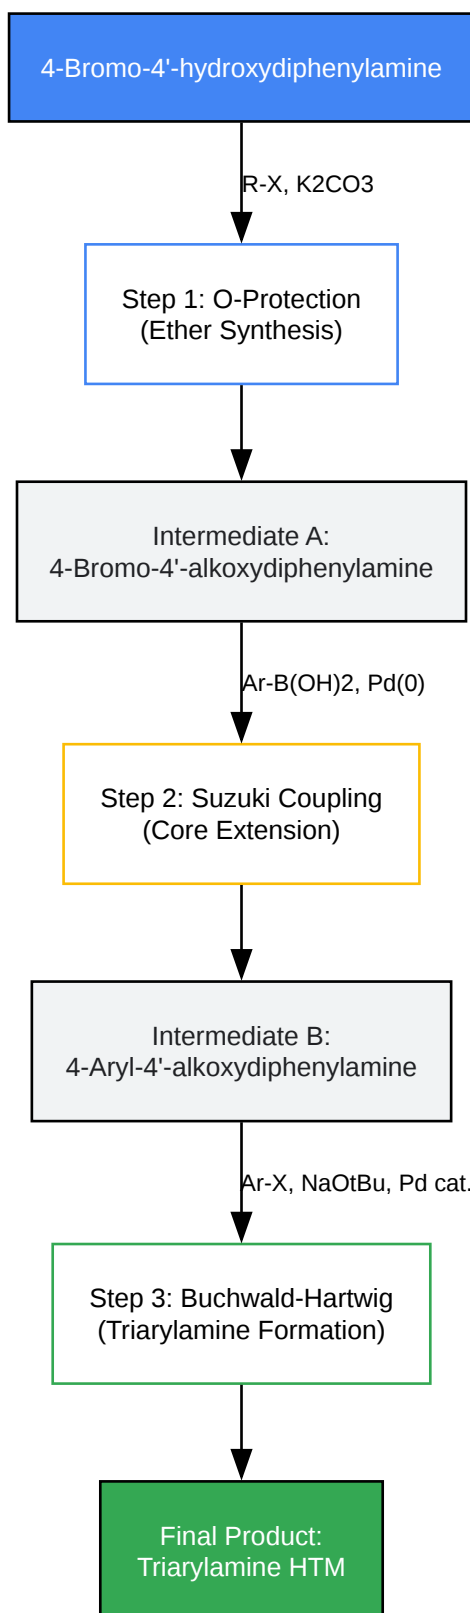 4-Bromo-4'-hydroxydiphenylamine
R-X, K2CO3
Step 1: O-Protection
(Ether Synthesis)
Intermediate A:
4-Bromo-4'-alkoxydiphenylamine
Ar-B(OH)2, Pd(0)
Step 2: Suzuki Coupling
(Core Extension)
Intermediate B:
4-Aryl-4'-alkoxydiphenylamine
Ar-X, NaOtBu, Pd cat.
Step 3: Buchwald-Hartwig
(Triarylamine Formation)
Final Product:
Triarylamine HTM